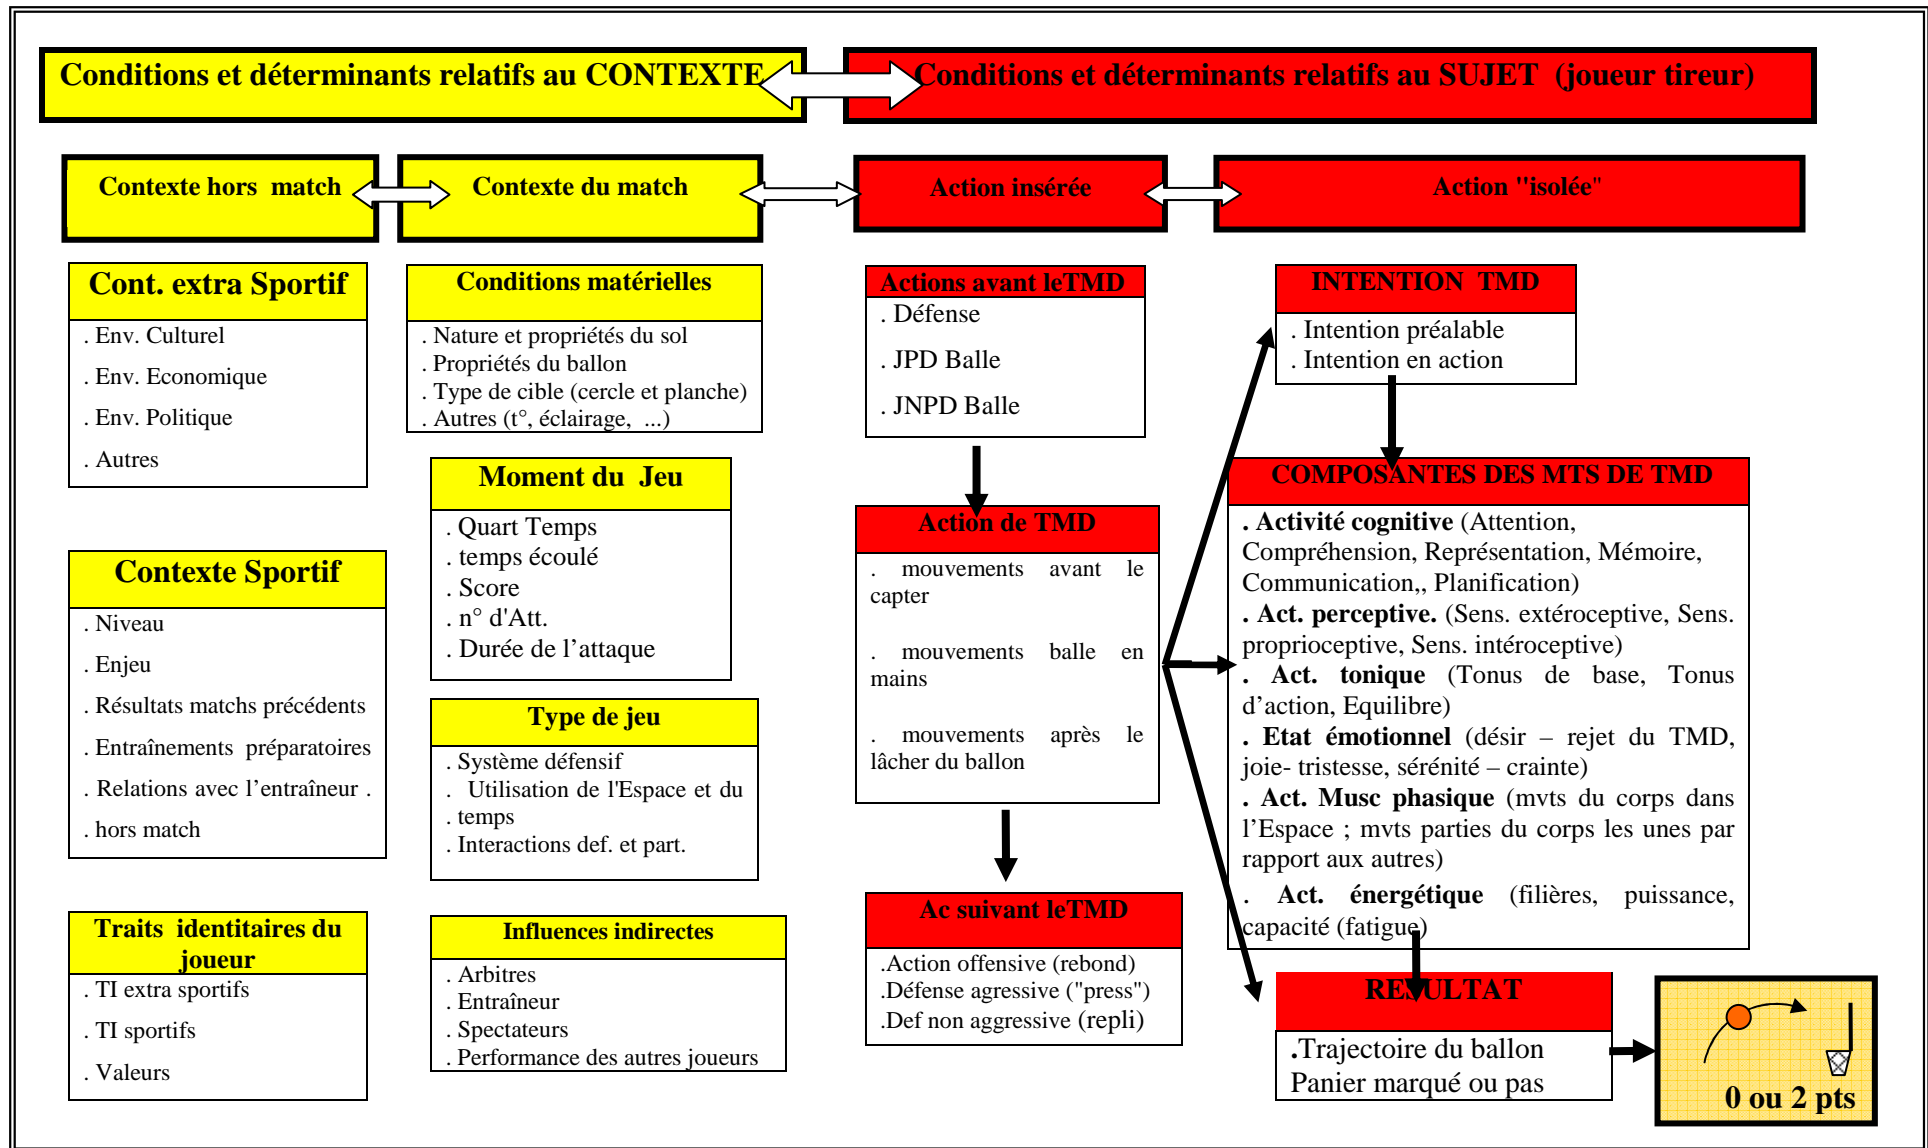 Conditions et déterminants relatifs au CONTEXTE
Conditions et déterminants relatifs au SUJET (joueur tireur)
Contexte hors match
Contexte du match
Action insérée
Action "isolée"
Cont. extra Sportif
. Env. Culturel
. Env. Economique
. Env. Politique
. Autres
Contexte Sportif
. Niveau
. Enjeu
. Résultats matchs précédents
. Entraînements préparatoires
. Relations avec l’entraîneur .
. hors match
Traits identitaires du
joueur
. TI extra sportifs
. TI sportifs
. Valeurs
Conditions matérielles
. Nature et propriétés du sol
. Propriétés du ballon
. Type de cible (cercle et planche)
. Autres (t°, éclairage, ...)
Moment du Jeu
. Quart Temps
. temps écoulé
. Score
. n° d'Att.
. Durée de l’attaque
Type de jeu
. Système défensif
. Utilisation de l'Espace et du
. temps
. Interactions def. et part.
Influences indirectes
. Arbitres
. Entraîneur
. Spectateurs
. Performance des autres joueurs
Actions avant leTMD
. Défense
. JPD Balle
. JNPD Balle
Action de TMD
. mouvements avant le
capter
. mouvements balle en
mains
. mouvements après le
lâcher du ballon
Ac suivant leTMD
.Action offensive (rebond)
.Défense agressive ("press")
.Def non aggressive (repli)
INTENTION TMD
. Intention préalable
. Intention en action
COMPOSANTES DES MTS DE TMD
. Activité cognitive (Attention,
Compréhension, Représentation, Mémoire,
Communication,, Planification)
. Act. perceptive. (Sens. extéroceptive, Sens.
proprioceptive, Sens. intéroceptive)
. Act. tonique (Tonus de base, Tonus
d’action, Equilibre)
. Etat émotionnel (désir – rejet du TMD,
joie- tristesse, sérénité – crainte)
. Act. Musc phasique (mvts du corps dans
l’Espace ; mvts parties du corps les unes par
rapport aux autres)
. Act. énergétique (filières, puissance,
capacité (fatigue)
RESULTAT
.Trajectoire du ballon
Panier marqué ou pas
0 ou 2 pts